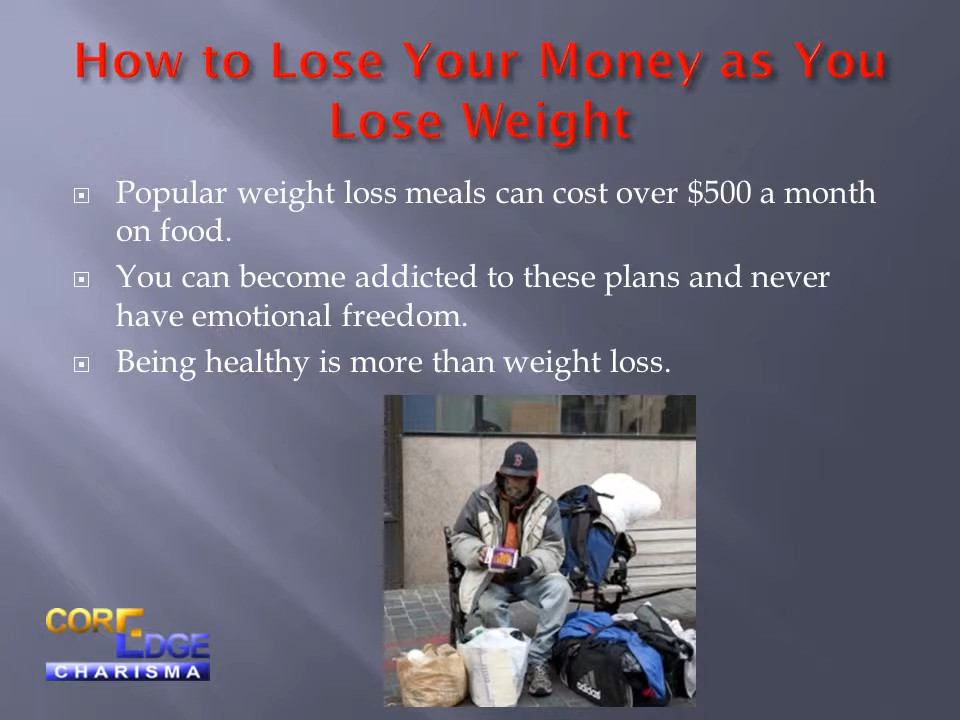 How to Lose Your Money as You
Lose Weight
Popular weight loss meals can cost over $500 a month
on food.
You can become addicted to these plans and never
have emotional freedom.
Being healthy is more than weight loss.
B
adidas
CORE EDGE
CHARISMA